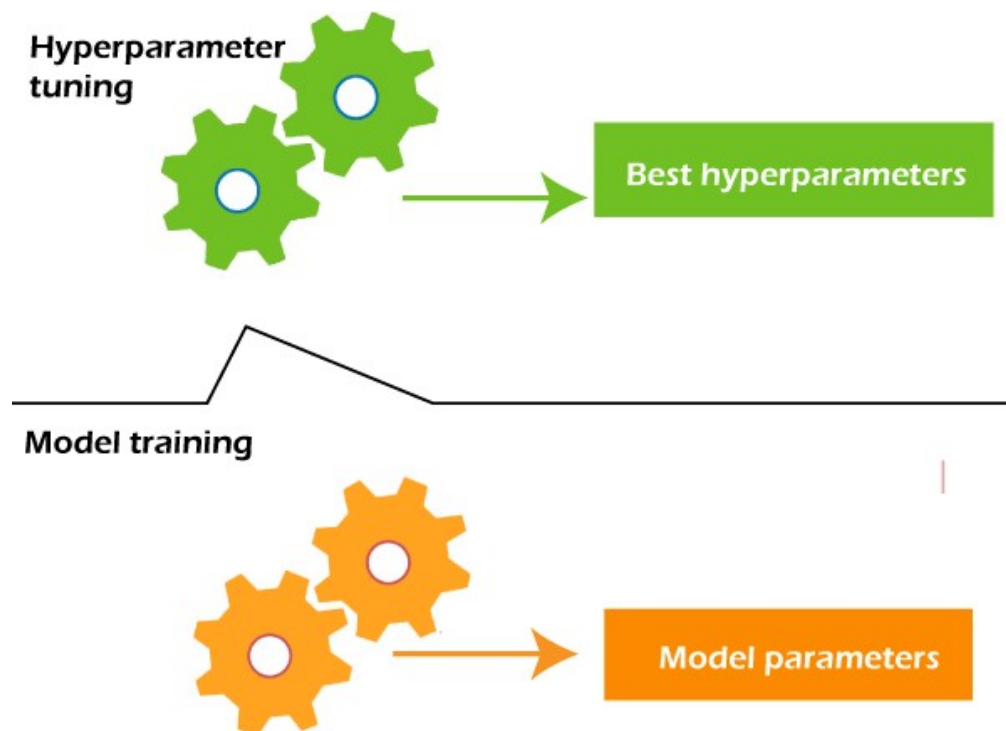 Hyperparameter
tuning
Best hyperparameters
Model training
Model parameters